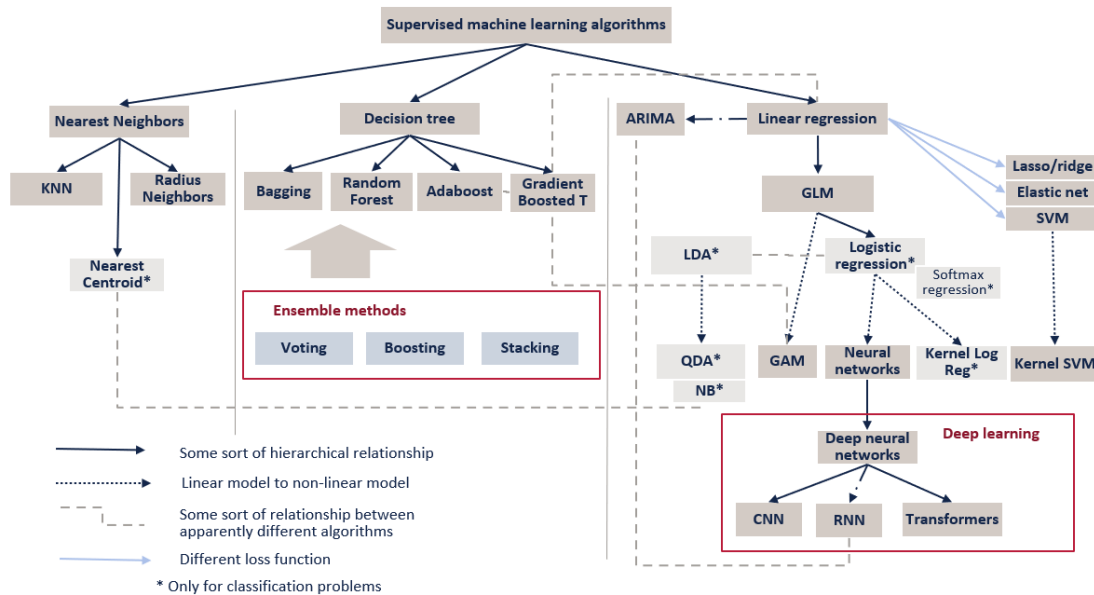 Supervised machine learning algorithms
Nearest Neighbors
Decision tree
ARIMA
Linear regression
KNN
Radius
Neighbors
Bagging
Random
Forest
Adaboost
Gradient
Boosted T
GLM
Lasso/ridge
Elastic net
SVM
Nearest
Centroid*
LDA*
Logistic
regression*
Softmax
regression*
Ensemble methods
Voting
Boosting
Stacking
QDA*
NB*
GAM
Neural
networks
Kernel Log
Reg*
Kernel SVM
Deep learning
Deep neural
networks
CNN
RNN
Transformers
Some sort of hierarchical relationship
Linear model to non-linear model
Some sort of relationship between
apparently different algorithms
Different loss function
* Only for classification problems